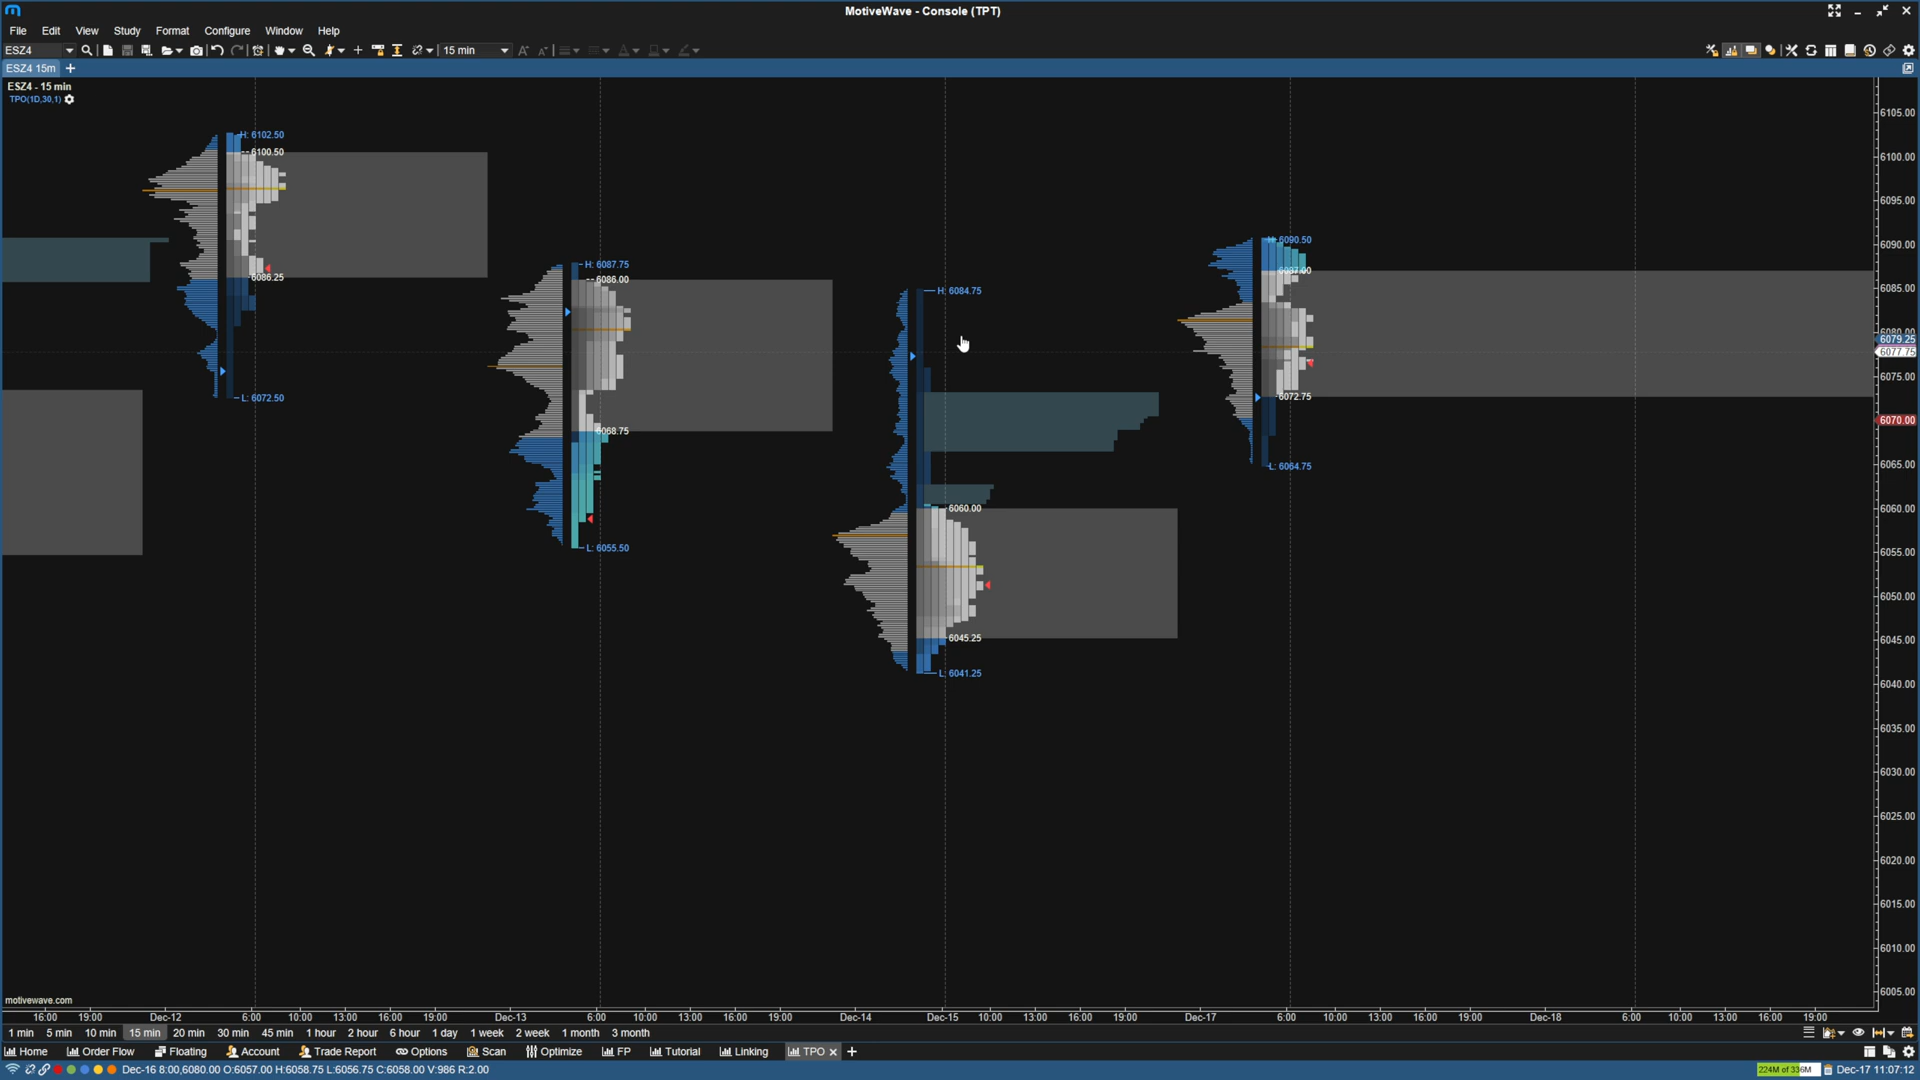 MotiveWave - Console (TPT)
File Edit View Study Format Configure Window Help
ESZ4 15 min
ESZ4 15m
ESZ4 - 15 min
TPO(1D,30,1)
H: 6102.50
6100.50
6086.25
L: 6072.50
H: 6087.75
6086.00
6068.75
L: 6055.50
H: 6084.75
6060.00
6045.25
L: 6041.25
H: 6090.50
6087.00
6072.75
L: 6064.75
6105.00
6100.00
6095.00
6090.00
6085.00
6080.00
6079.25
6077.75
6075.00
6070.00
6065.00
6060.00
6055.00
6050.00
6045.00
6040.00
6035.00
6030.00
6025.00
6020.00
6015.00
6010.00
6005.00
motivewave.com
16:00 19:00 Dec-12 6:00 10:00 13:00 16:00 19:00 Dec-13 6:00 10:00 13:00 16:00 19:00 Dec-14 Dec-15 10:00 13:00 16:00 19:00 Dec-17 6:00 10:00 13:00 16:00 19:00 Dec-18 6:00 10:00 13:00 16:00 19:00
1 min 5 min 10 min 15 min 20 min 30 min 45 min 1 hour 2 hour 6 hour 1 day 1 week 2 week 1 month 3 month
Home Order Flow Floating Account Trade Report Options Scan Optimize FP Tutorial Linking TPO
Dec-16 8:00,6080.00 O:6057.00 H:6058.75 L:6056.75 C:6058.00 V:986 R:2.00 224M of 336M Dec-17 11:07:12